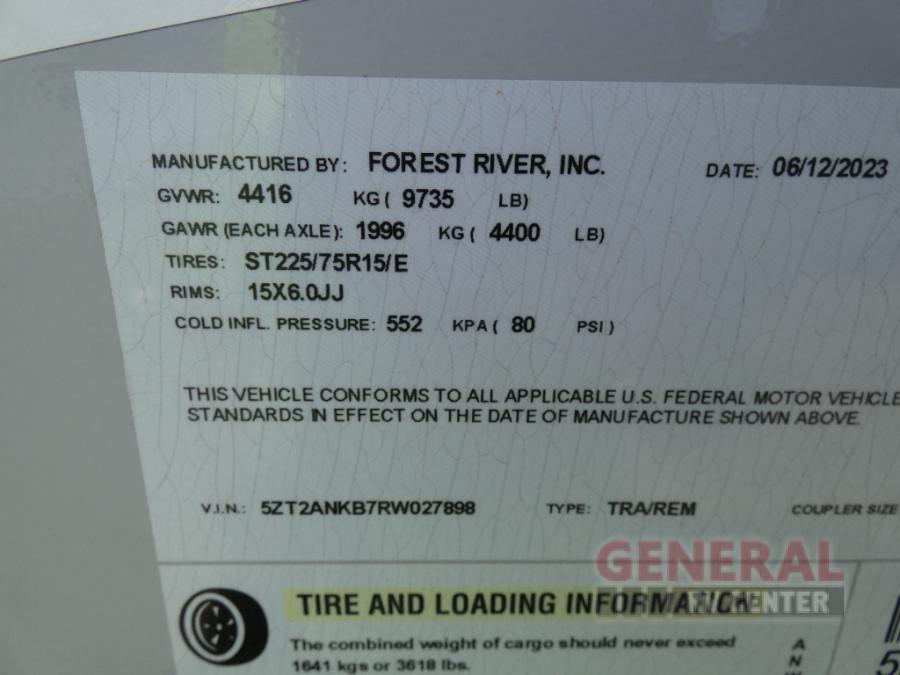 MANUFACTURED BY: FOREST RIVER, INC. DATE: 06/12/2023
GVWR: 4416 KG ( 9735 LB)
GAWR (EACH AXLE): 1996 KG ( 4400 LB)
TIRES: ST225/75R15/E
RIMS: 15X6.0JJ
COLD INFL. PRESSURE: 552 KPA ( 80 PSI )
THIS VEHICLE CONFORMS TO ALL APPLICABLE U.S. FEDERAL MOTOR VEHICLE
STANDARDS IN EFFECT ON THE DATE OF MANUFACTURE SHOWN ABOVE.
V.I.N.: 5ZT2ANKB7RW027898 TYPE: TRA/REM COUPLER SIZE
GENERAL
RV CENTER
TIRE AND LOADING INFORMATION
The combined weight of cargo should never exceed
1641 kgs or 3618 lbs.
A
N
5